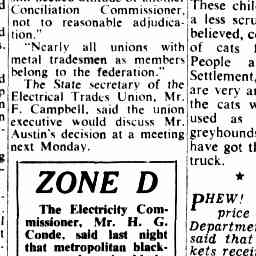 Conciliation Commissioner,
not to reasonable adjudica-
tion."
"Nearly all unions with
metal tradesmen as members
belong to the federation."
The State secretary of the
Electrical Trades Union, Mr.
F. Campbell, said the union
executive would discuss Mr.
Austin's decision at a meeting
next Monday.
ZONE D
The Electricity Com-
missioner, Mr. H. G.
Conde, said last night
that metropolitan black-
These chil
a less scru
believed, c
of cats f
People a
Settlement,
are very an
the cats w
used as
greyhounds
have got th
truck.
★
PHEW!
price
Departme
said that
kets recei